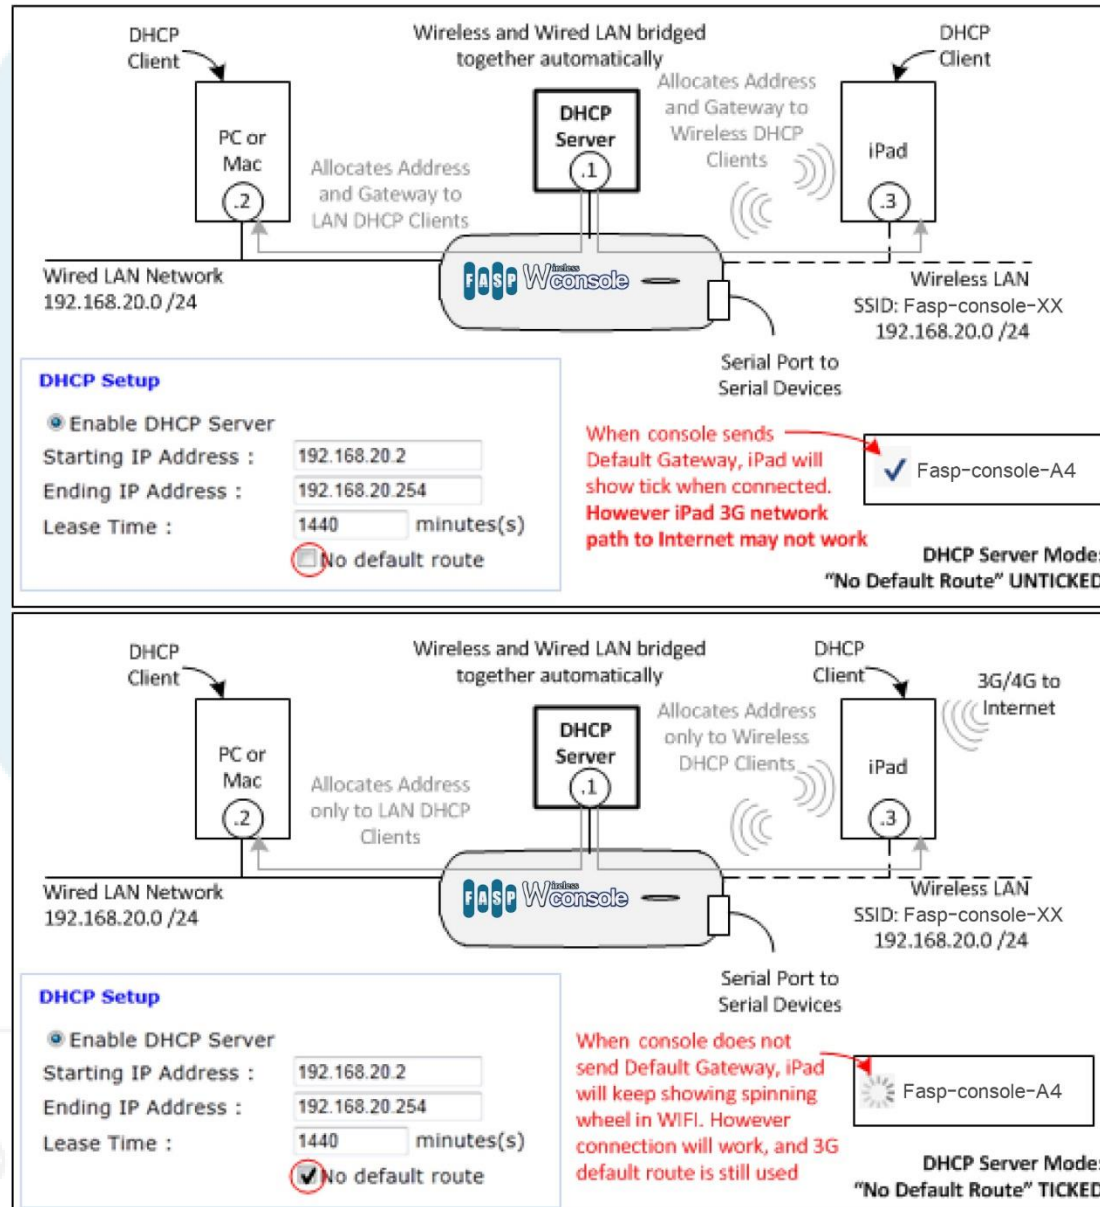 DHCP
Client
Wireless and Wired LAN bridged
together automatically
DHCP
Client
Allocates Address
and Gateway to
Wireless DHCP
Clients
DHCP
Server
.1
PC or
Mac
.2
Allocates Address
and Gateway to
LAN DHCP Clients
iPad
.3
Wired LAN Network
192.168.20.0 /24
FASP Wireless Wconsole
Wireless LAN
SSID: Fasp-console-XX
192.168.20.0 /24
Serial Port to
Serial Devices
DHCP Setup
Enable DHCP Server
Starting IP Address : 192.168.20.2
Ending IP Address : 192.168.20.254
Lease Time : 1440 minutes(s)
No default route
When console sends
Default Gateway, iPad will
show tick when connected.
However iPad 3G network
path to Internet may not work
Fasp-console-A4
DHCP Server Mode:
“No Default Route” UNTICKED
DHCP
Client
Wireless and Wired LAN bridged
together automatically
DHCP
Client
3G/4G to
Internet
Allocates Address
only to Wireless
DHCP Clients
DHCP
Server
.1
PC or
Mac
.2
Allocates Address
only to LAN DHCP
Clients
iPad
.3
Wired LAN Network
192.168.20.0 /24
FASP Wireless Wconsole
Wireless LAN
SSID: Fasp-console-XX
192.168.20.0 /24
Serial Port to
Serial Devices
DHCP Setup
Enable DHCP Server
Starting IP Address : 192.168.20.2
Ending IP Address : 192.168.20.254
Lease Time : 1440 minutes(s)
No default route
When console does not
send Default Gateway, iPad
will keep showing spinning
wheel in WIFI. However
connection will work, and 3G
default route is still used
Fasp-console-A4
DHCP Server Mode:
“No Default Route” TICKED